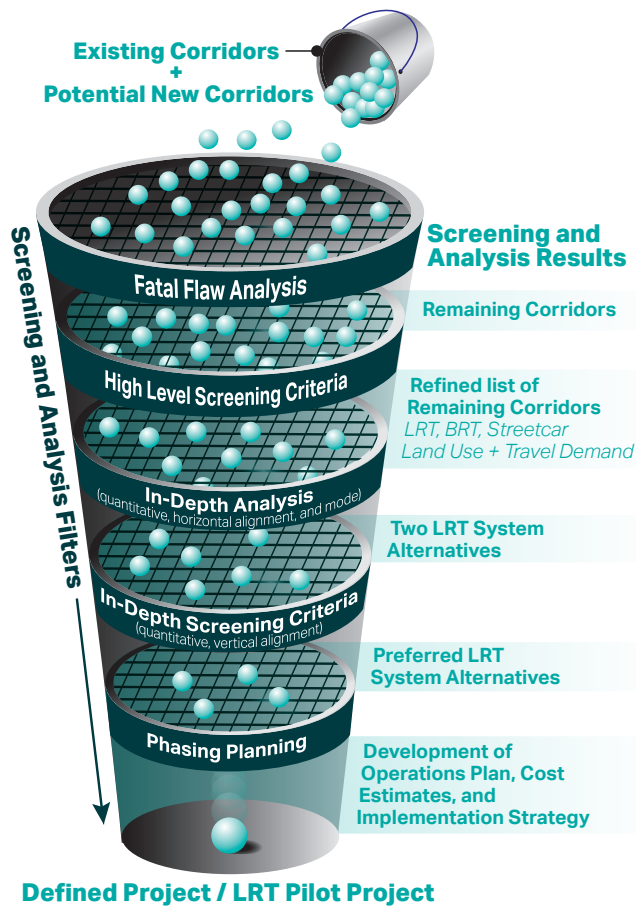 Existing Corridors
+
Potential New Corridors
Screening and Analysis Filters
Screening and
Analysis Results
Fatal Flaw Analysis
Remaining Corridors
High Level Screening Criteria
Refined list of
Remaining Corridors
LRT, BRT, Streetcar
Land Use + Travel Demand
In-Depth Analysis
(quantitative, horizontal alignment, and mode)
Two LRT System
Alternatives
In-Depth Screening Criteria
(quantitative, vertical alignment)
Preferred LRT
System Alternatives
Phasing Planning
Development of
Operations Plan, Cost
Estimates, and
Implementation Strategy
Defined Project / LRT Pilot Project